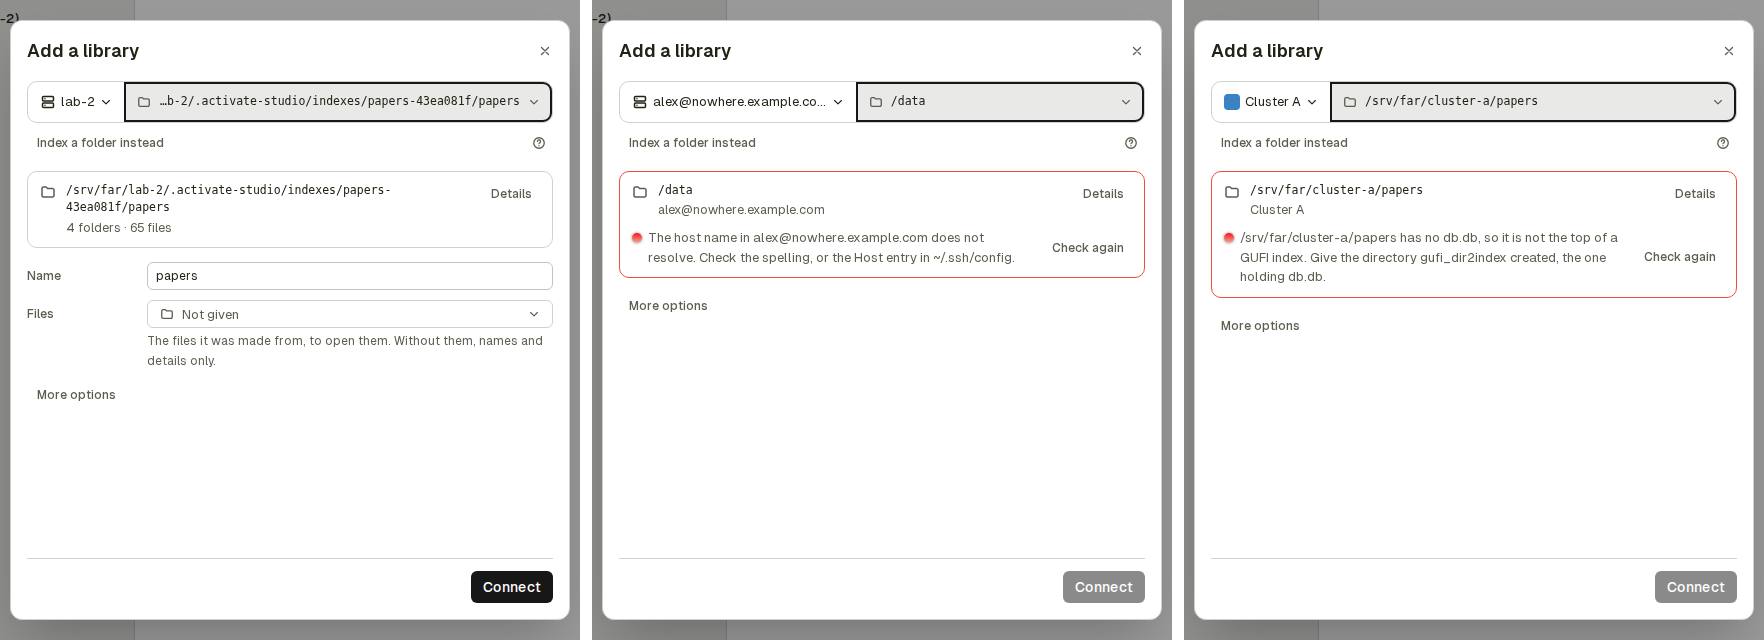 -2)
Add a library
lab-2
…b-2/.activate-studio/indexes/papers-43ea081f/papers
Index a folder instead
/srv/far/lab-2/.activate-studio/indexes/papers-
43ea081f/papers
4 folders · 65 files
Details
Name
papers
Files
Not given
The files it was made from, to open them. Without them, names and
details only.
More options
Connect
-2)
Add a library
alex@nowhere.example.co…
/data
Index a folder instead
/data
alex@nowhere.example.com
Details
The host name in alex@nowhere.example.com does not
resolve. Check the spelling, or the Host entry in ~/.ssh/config.
Check again
More options
Connect
Add a library
Cluster A
/srv/far/cluster-a/papers
Index a folder instead
/srv/far/cluster-a/papers
Cluster A
Details
/srv/far/cluster-a/papers has no db.db, so it is not the top of a
GUFI index. Give the directory gufi_dir2index created, the one
holding db.db.
Check again
More options
Connect